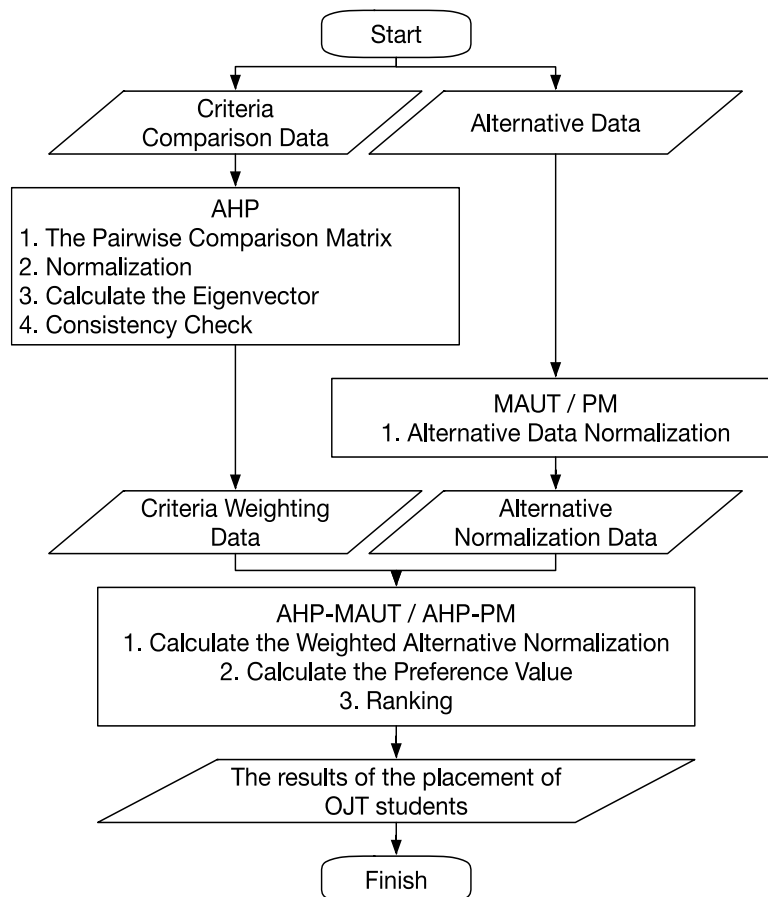 Start
Criteria
Comparison Data
Alternative Data
AHP
1. The Pairwise Comparison Matrix
2. Normalization
3. Calculate the Eigenvector
4. Consistency Check
MAUT / PM
1. Alternative Data Normalization
Criteria Weighting
Data
Alternative
Normalization Data
AHP-MAUT / AHP-PM
1. Calculate the Weighted Alternative Normalization
2. Calculate the Preference Value
3. Ranking
The results of the placement of
OJT students
Finish